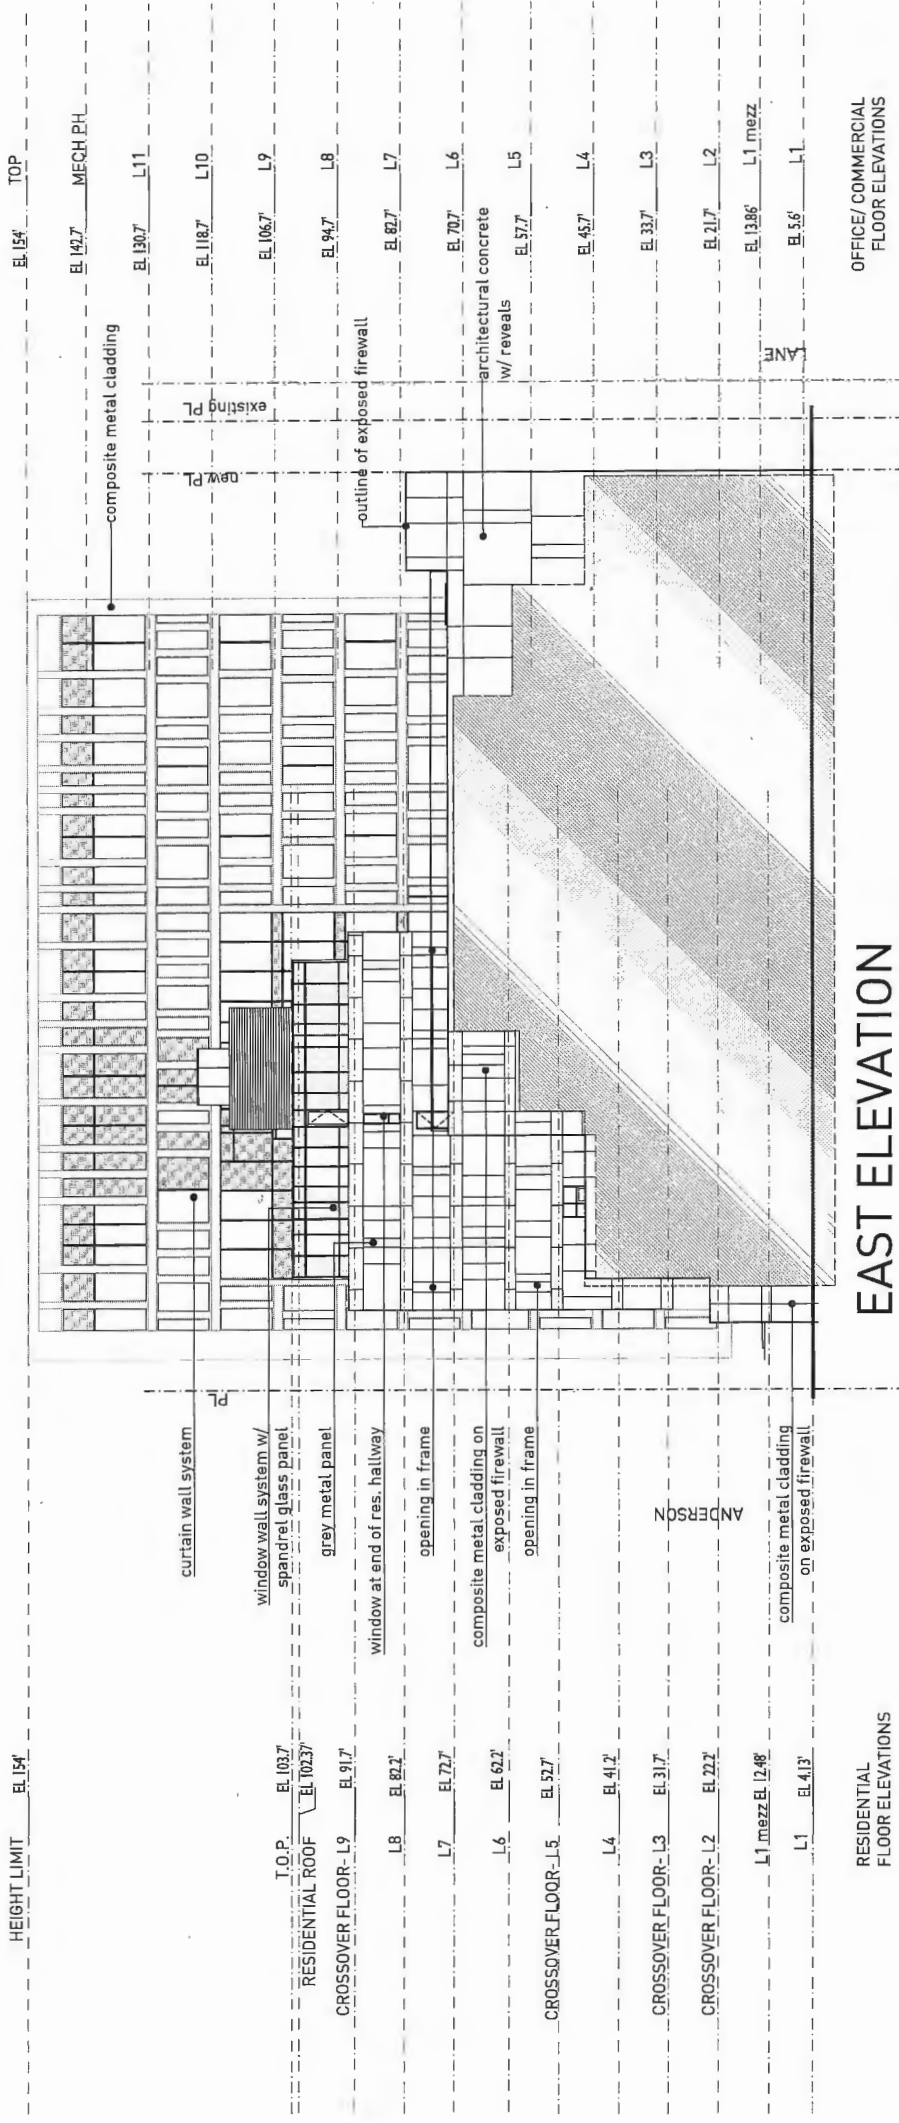 HEIGHT LIMIT EL 154'
T.O.P. EL 103.7'
RESIDENTIAL ROOF EL 102.37'
CROSSOVER FLOOR- L9 EL 91.7'
L8 EL 82.2'
L7 EL 72.7'
L6 EL 62.2'
CROSSOVER FLOOR- L5 EL 52.7'
L4 EL 41.2'
CROSSOVER FLOOR- L3 EL 31.7'
CROSSOVER FLOOR- L2 EL 22.2'
L1 mezz EL 12.48'
L1 EL 4.13'
RESIDENTIAL
FLOOR ELEVATIONS
curtain wall system
window wall system w/
spandrel glass panel
grey metal panel
window at end of res. hallway
opening in frame
composite metal cladding on
exposed firewall
opening in frame
composite metal cladding
on exposed firewall
PL
ANDERSON
EAST ELEVATION
composite metal cladding
new PL
existing PL
outline of exposed firewall
architectural concrete
w/ reveals
LANE
EL 154' TOP
EL 142.7' MECH PH
EL 130.7' L11
EL 118.7' L10
EL 106.7' L9
EL 94.7' L8
EL 82.7' L7
EL 70.7' L6
EL 57.7' L5
EL 45.7' L4
EL 33.7' L3
EL 21.7' L2
EL 13.86' L1 mezz
EL 5.6' L1
OFFICE/ COMMERCIAL
FLOOR ELEVATIONS